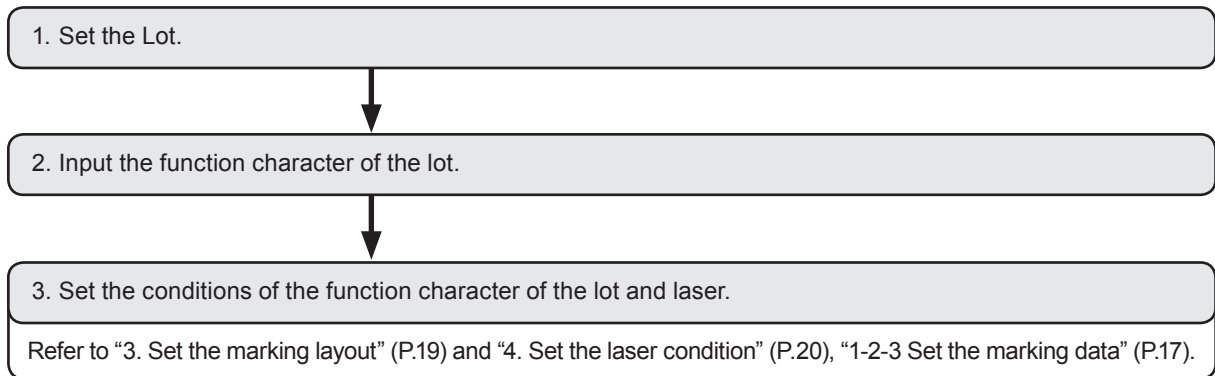 1. Set the Lot.
2. Input the function character of the lot.
3. Set the conditions of the function character of the lot and laser.
Refer to “3. Set the marking layout” (P.19) and “4. Set the laser condition” (P.20), “1-2-3 Set the marking data” (P.17).